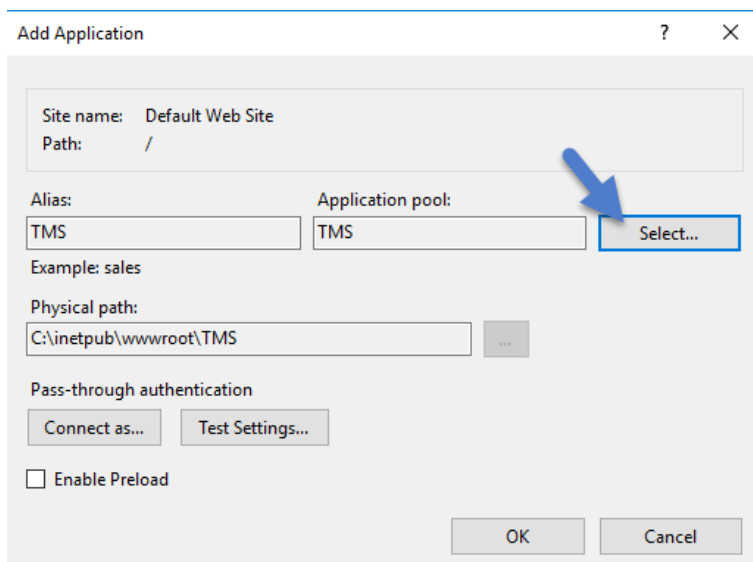 Add Application
?
Site name: Default Web Site
Path: /
Alias: Application pool:
TMS TMS Select...
Example: sales
Physical path:
C:\inetpub\wwwroot\TMS ...
Pass-through authentication
Connect as... Test Settings...
Enable Preload
OK Cancel